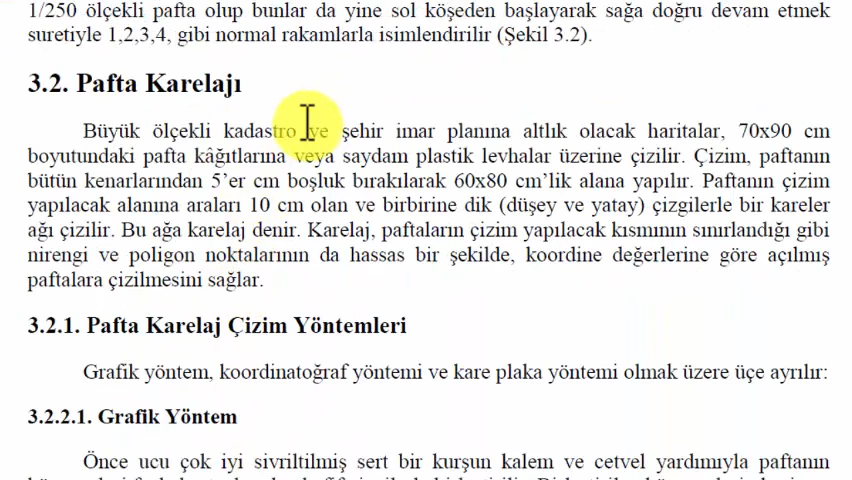 1/250 ölçekli pafta olup bunlar da yine sol köşeden başlayarak sağa doğru devam etmek
suretiyle 1,2,3,4, gibi normal rakamlarla isimlendirilir (Şekil 3.2).
3.2. Pafta Karelajı
Büyük ölçekli kadastro ve şehir imar planına altlık olacak haritalar, 70x90 cm
boyutundaki pafta kâğıtlarına veya saydam plastik levhalar üzerine çizilir. Çizim, paftanın
bütün kenarlarından 5’er cm boşluk bırakılarak 60x80 cm’lik alana yapılır. Paftanın çizim
yapılacak alanına araları 10 cm olan ve birbirine dik (düşey ve yatay) çizgilerle bir kareler
ağı çizilir. Bu ağa karelaj denir. Karelaj, paftaların çizim yapılacak kısmının sınırlandığı gibi
nirengi ve poligon noktalarının da hassas bir şekilde, koordine değerlerine göre açılmış
paftalara çizilmesini sağlar.
3.2.1. Pafta Karelaj Çizim Yöntemleri
Grafik yöntem, koordinatoğraf yöntemi ve kare plaka yöntemi olmak üzere üçe ayrılır:
3.2.2.1. Grafik Yöntem
Önce ucu çok iyi sivriltilmiş sert bir kurşun kalem ve cetvel yardımıyla paftanın